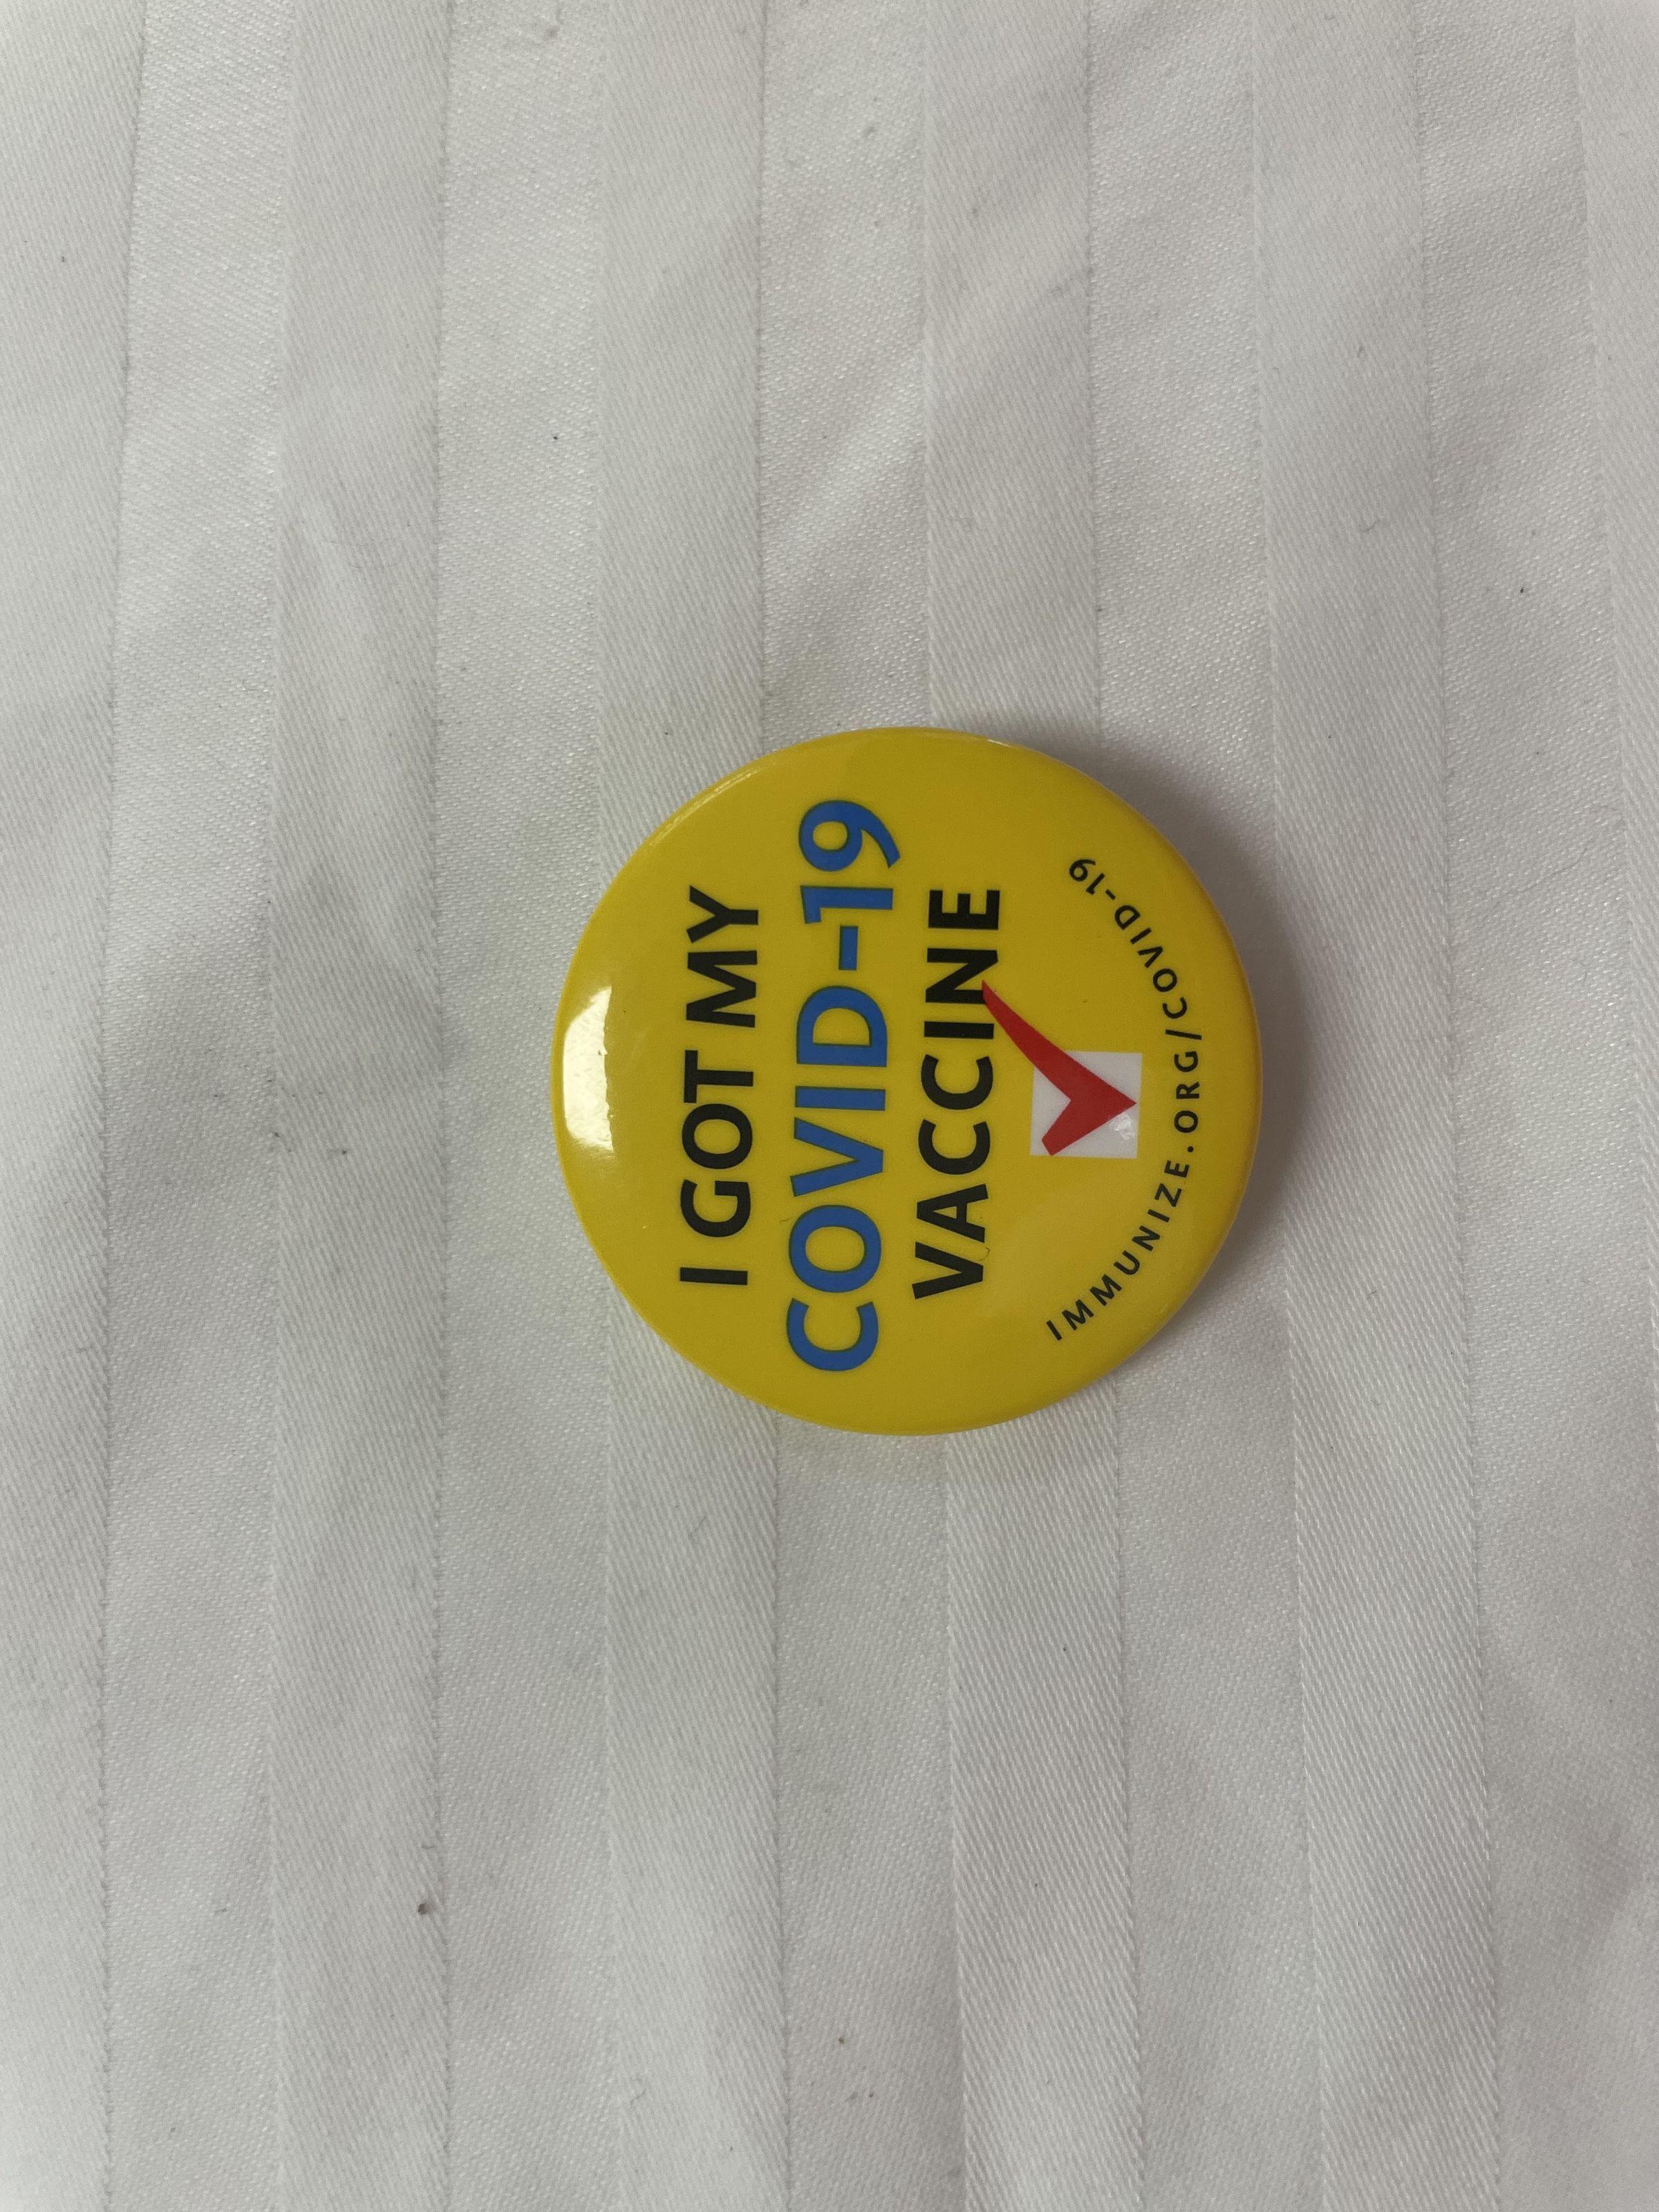 I GOT MY
COVID-19
VACCINE
IMMUNIZE.ORG/COVID-19